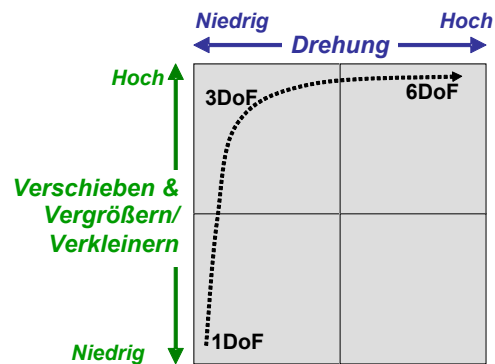 Niedrig
Hoch
Drehung
Hoch
3DoF
6DoF
Verschieben &
Vergrößern/
Verkleinern
1DoF
Niedrig